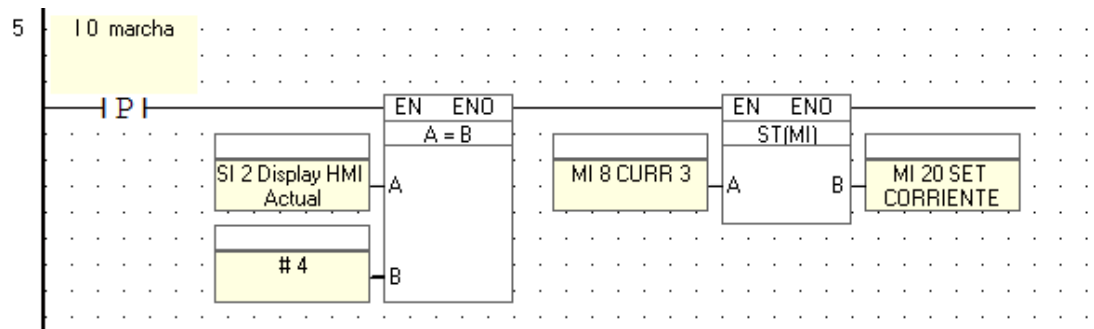 5
I 0 marcha
P
EN ENO
A = B
SI 2 Display HMI
Actual
A
# 4
B
EN ENO
ST(MI)
MI 8 CURR 3
A
B
MI 20 SET
CORRIENTE